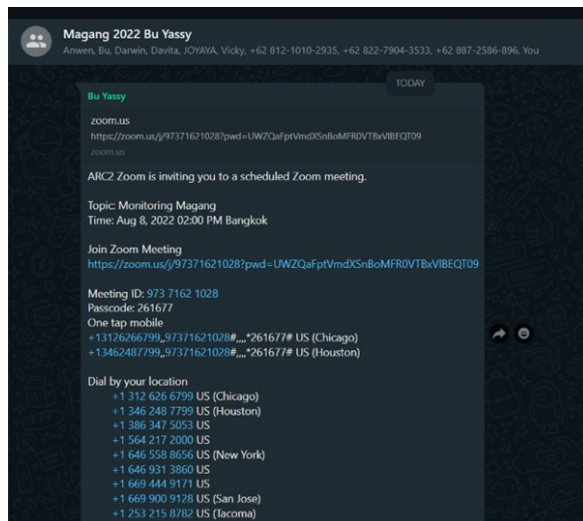 Magang 2022 Bu Yassy
Anwen, Bu, Darwin, Davita, JOYAYA, Vicky, +62 812-1010-2935, +62 822-7904-3533, +62 887-2586-896, You
TODAY
Bu Yassy
zoom.us
https://zoom.us/j/97371621028?pwd=UWZQaFptVmdXSnBoMFR0VTBxVlBEQT09
zoom.us
ARC2 Zoom is inviting you to a scheduled Zoom meeting.
Topic: Monitoring Magang
Time: Aug 8, 2022 02:00 PM Bangkok
Join Zoom Meeting
https://zoom.us/j/97371621028?pwd=UWZQaFptVmdXSnBoMFR0VTBxVlBEQT09
Meeting ID: 973 7162 1028
Passcode: 261677
One tap mobile
+13126266799,,97371621028#,,,,*261677# US (Chicago)
+13462487799,,97371621028#,,,,*261677# US (Houston)
Dial by your location
+1 312 626 6799 US (Chicago)
+1 346 248 7799 US (Houston)
+1 386 347 5053 US
+1 564 217 2000 US
+1 646 558 8656 US (New York)
+1 646 931 3860 US
+1 669 444 9171 US
+1 669 900 9128 US (San Jose)
+1 253 215 8782 US (Tacoma)